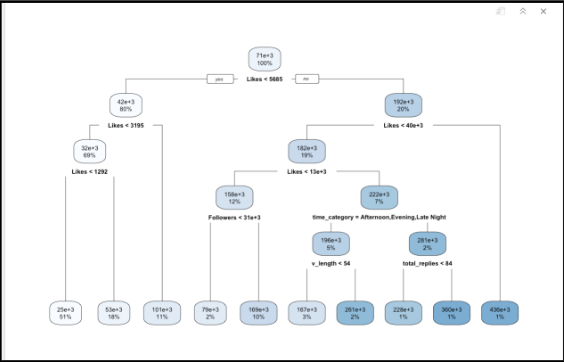 71e+3
100%
yes
Likes < 5685
no
42e+3
80%
Likes < 3195
192e+3
20%
Likes < 40e+3
32e+3
69%
Likes < 1292
182e+3
19%
Likes < 13e+3
158e+3
12%
Followers < 31e+3
222e+3
7%
time_category = Afternoon,Evening,Late Night
196e+3
5%
v_length < 54
281e+3
2%
total_replies < 84
25e+3
51%
53e+3
18%
101e+3
11%
79e+3
2%
169e+3
10%
167e+3
3%
261e+3
2%
228e+3
1%
360e+3
1%
436e+3
1%